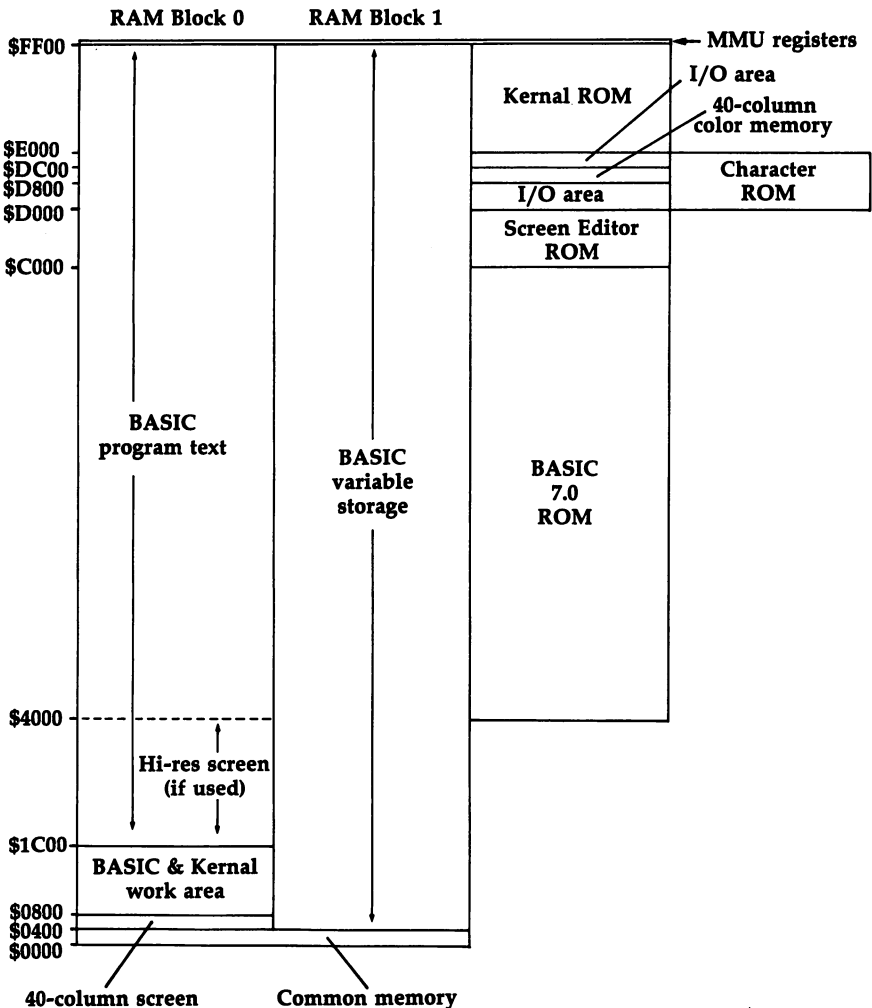 RAM Block 0
RAM Block 1
$FF00
MMU registers
I/O area
Kernal ROM
40-column
color memory
$E000
$DC00
$D800
$D000
Character
ROM
I/O area
Screen Editor
ROM
$C000
BASIC
program text
BASIC
variable
storage
BASIC
7.0
ROM
$4000
Hi-res screen
(if used)
$1C00
BASIC & Kernal
work area
$0800
$0400
$0000
40-column screen
Common memory